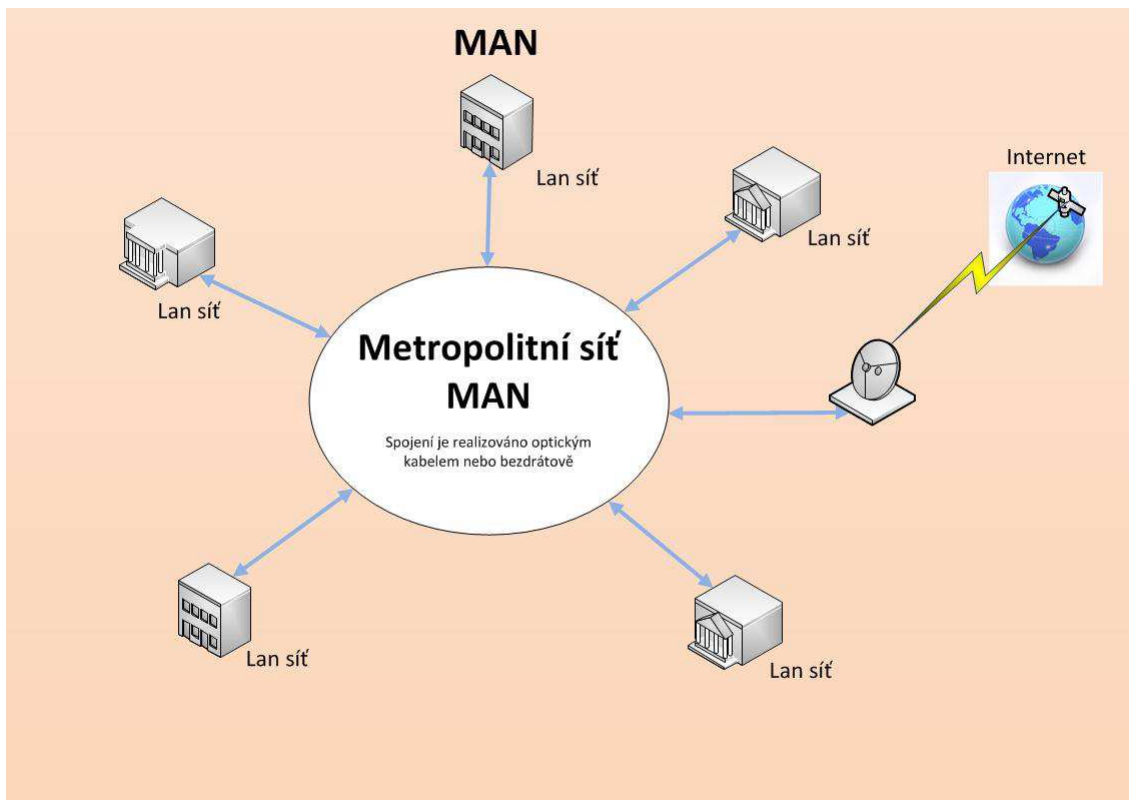 MAN
Lan síť
Internet
Lan síť
Lan síť
Metropolitní síť
MAN
Spojení je realizováno optickým
kabelem nebo bezdrátově
Lan síť
Lan síť